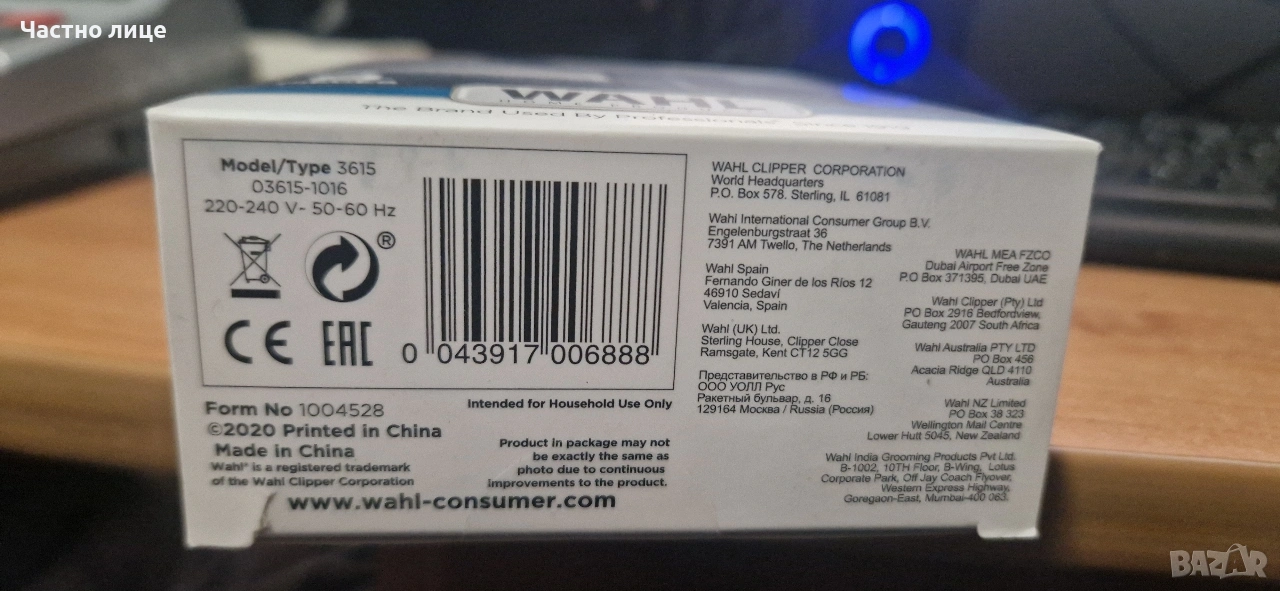 Частно лице
WAHL
The Brand Used By Professionals
Model/Type 3615
03615-1016
220-240 V- 50-60 Hz
®
CE EAC
0 043917 006888
Form No 1004528
©2020 Printed in China
Made in China
Wahl® is a registered trademark
of the Wahl Clipper Corporation
Intended for Household Use Only
Product in package may not
be exactly the same as
photo due to continuous
improvements to the product.
www.wahl-consumer.com
WAHL CLIPPER CORPORATION
World Headquarters
P.O. Box 578. Sterling, IL 61081
Wahl International Consumer Group B.V.
Engelenburgstraat 36
7391 AM Twello, The Netherlands
Wahl Spain
Fernando Giner de los Ríos 12
46910 Sedaví
Valencia, Spain
Wahl (UK) Ltd.
Sterling House, Clipper Close
Ramsgate, Kent CT12 5GG
Представительство в РФ и РБ:
ООО УОЛЛ Рус
Ракетный бульвар, д. 16
129164 Москва / Russia (Россия)
WAHL MEA FZCO
Dubai Airport Free Zone
P.O Box 371395, Dubai UAE
Wahl Clipper (Pty) Ltd
PO Box 2916 Bedfordview,
Gauteng 2007 South Africa
Wahl Australia PTY LTD
PO Box 456
Acacia Ridge QLD 4110
Australia
Wahl NZ Limited
PO Box 38 323
Wellington Mail Centre
Lower Hutt 5045, New Zealand
Wahl India Grooming Products Pvt Ltd.
B-1002, 10TH Floor, B-Wing, Lotus
Corporate Park, Off Jay Coach Flyover,
Western Express Highway,
Goregaon-East, Mumbai-400 063.
BAZAR